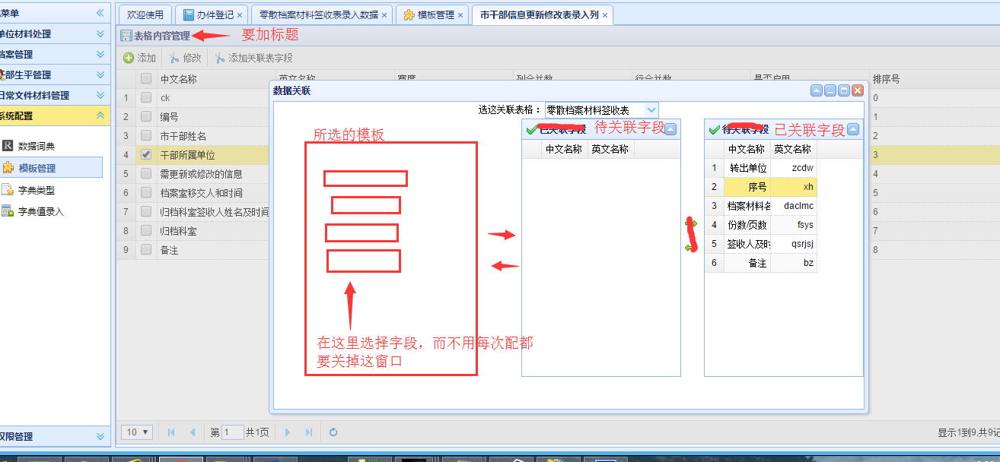 菜单
单位材料处理
档案管理
干部生平管理
日常文件材料管理
系统配置
数据词典
模板管理
字典类型
字典值录入
权限管理
欢迎使用
办件登记 ×
零散档案材料签收表录入数据 ×
模板管理 ×
市干部信息更新修改表录入列 ×
表格内容管理
要加标题
添加
修改
添加关联表字段
中文名称 英文名称 宽度 列合并数 行合并数 是否启用 排序号
1 ck 0
2 编号 1
3 市干部姓名 2
4 干部所属单位 3
5 需更新或修改的信息 4
6 档案室移交人和时间 5
7 归档科室签收人姓名及时间 6
8 归档科室 7
9 备注 8
数据关联
选这关联表格： 零散档案材料签收表
所选的模板
已关联字段 待关联字段
中文名称 英文名称
待关联字段 已关联字段
中文名称 英文名称
1 转出单位 zcdw
2 序号 xh
3 档案材料名 daclmc
4 份数/页数 fsys
5 签收人及时 qsrjsj
6 备注 bz
在这里选择字段，而不用每次配都
要关掉这窗口
10 第 1 共1页
显示1到9,共9记